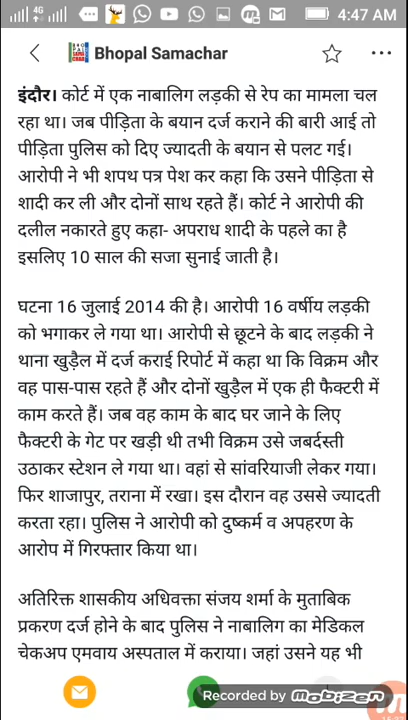 4G
4:47 AM
Bhopal Samachar
इंदौर। कोर्ट में एक नाबालिग लड़की से रेप का मामला चल
रहा था। जब पीड़िता के बयान दर्ज कराने की बारी आई तो
पीड़िता पुलिस को दिए ज्यादती के बयान से पलट गई।
आरोपी ने भी शपथ पत्र पेश कर कहा कि उसने पीड़िता से
शादी कर ली और दोनों साथ रहते हैं। कोर्ट ने आरोपी की
दलील नकारते हुए कहा- अपराध शादी के पहले का है
इसलिए 10 साल की सजा सुनाई जाती है।
घटना 16 जुलाई 2014 की है। आरोपी 16 वर्षीय लड़की
को भगाकर ले गया था। आरोपी से छूटने के बाद लड़की ने
थाना खुड़ैल में दर्ज कराई रिपोर्ट में कहा था कि विक्रम और
वह पास-पास रहते हैं और दोनों खुड़ैल में एक ही फैक्टरी में
काम करते हैं। जब वह काम के बाद घर जाने के लिए
फैक्टरी के गेट पर खड़ी थी तभी विक्रम उसे जबर्दस्ती
उठाकर स्टेशन ले गया था। वहां से सांवरियाजी लेकर गया।
फिर शाजापुर, तराना में रखा। इस दौरान वह उससे ज्यादती
करता रहा। पुलिस ने आरोपी को दुष्कर्म व अपहरण के
आरोप में गिरफ्तार किया था।
अतिरिक्त शासकीय अधिवक्ता संजय शर्मा के मुताबिक
प्रकरण दर्ज होने के बाद पुलिस ने नाबालिग का मेडिकल
चेकअप एमवाय अस्पताल में कराया। जहां उसने यह भी
Recorded by mobizen